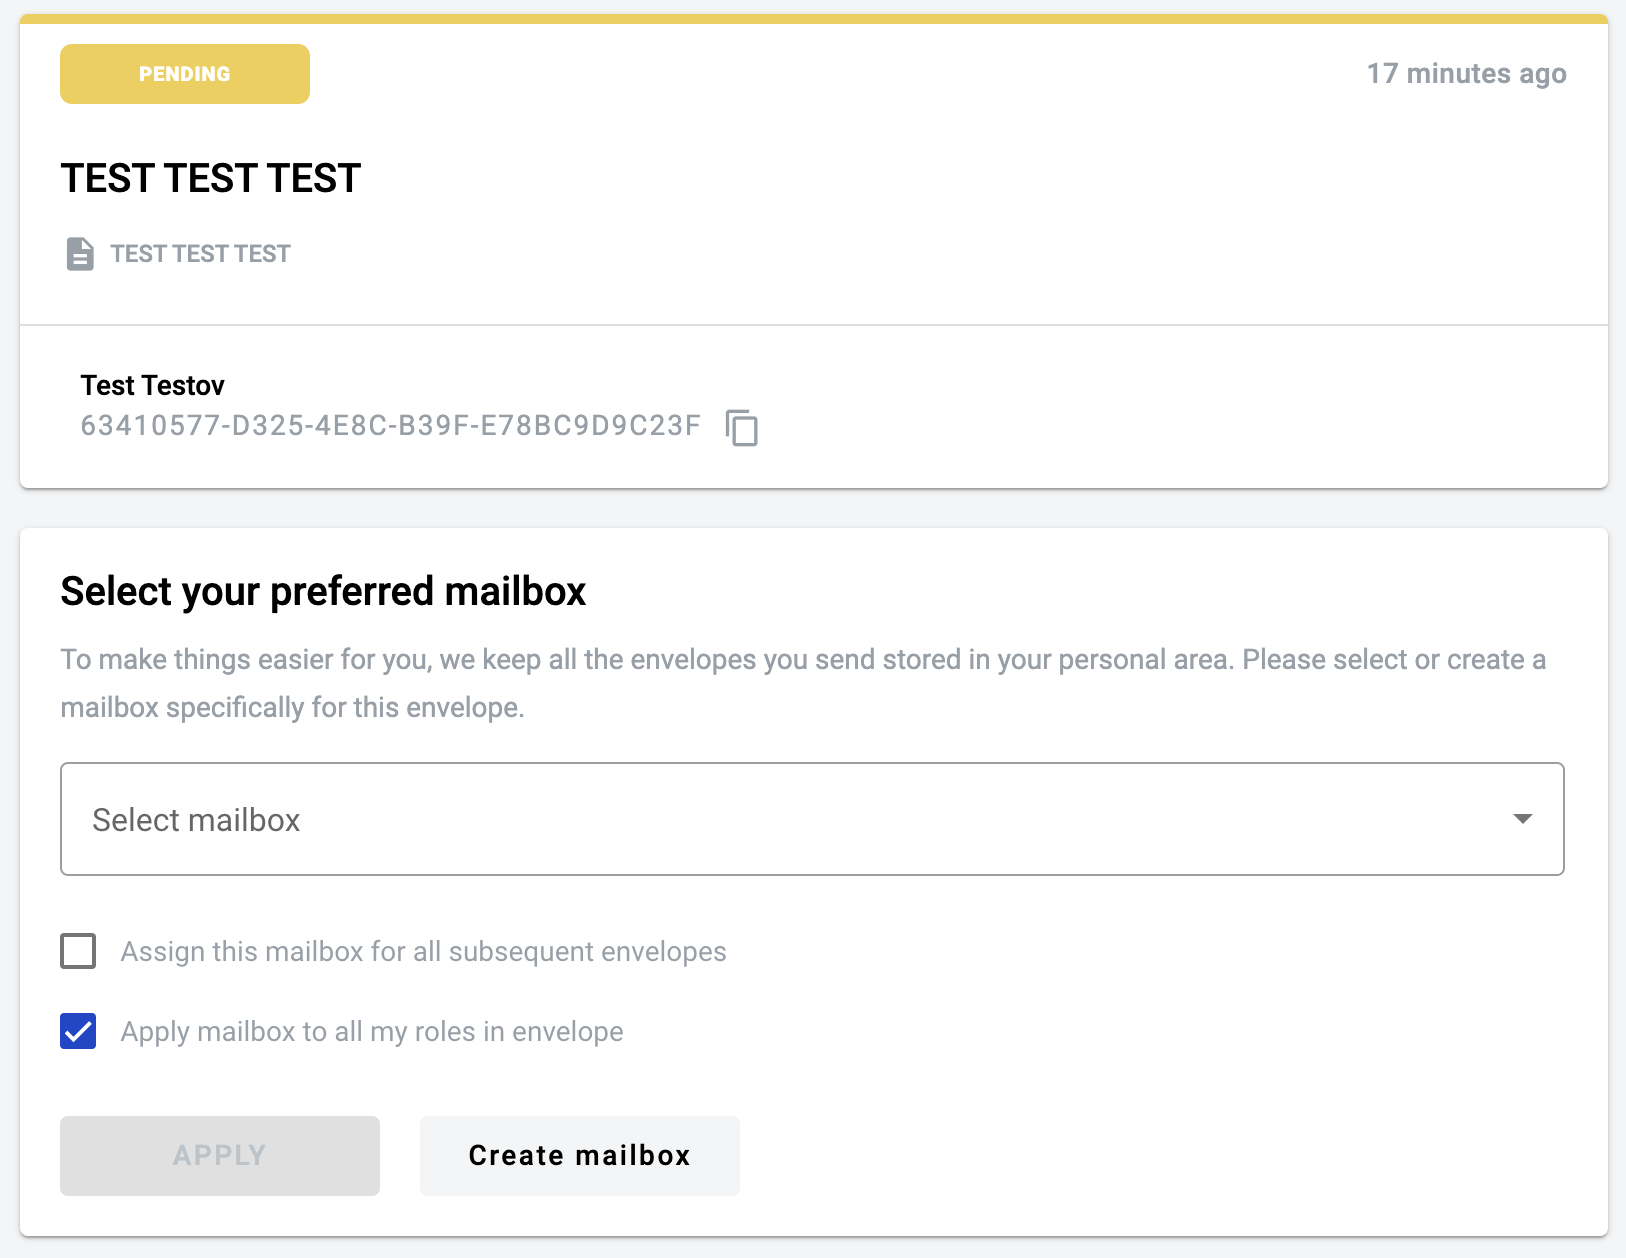 PENDING
17 minutes ago
TEST TEST TEST
TEST TEST TEST
Test Testov
63410577-D325-4E8C-B39F-E78BC9D9C23F
Select your preferred mailbox
To make things easier for you, we keep all the envelopes you send stored in your personal area. Please select or create a
mailbox specifically for this envelope.
Select mailbox
Assign this mailbox for all subsequent envelopes
Apply mailbox to all my roles in envelope
APPLY
Create mailbox